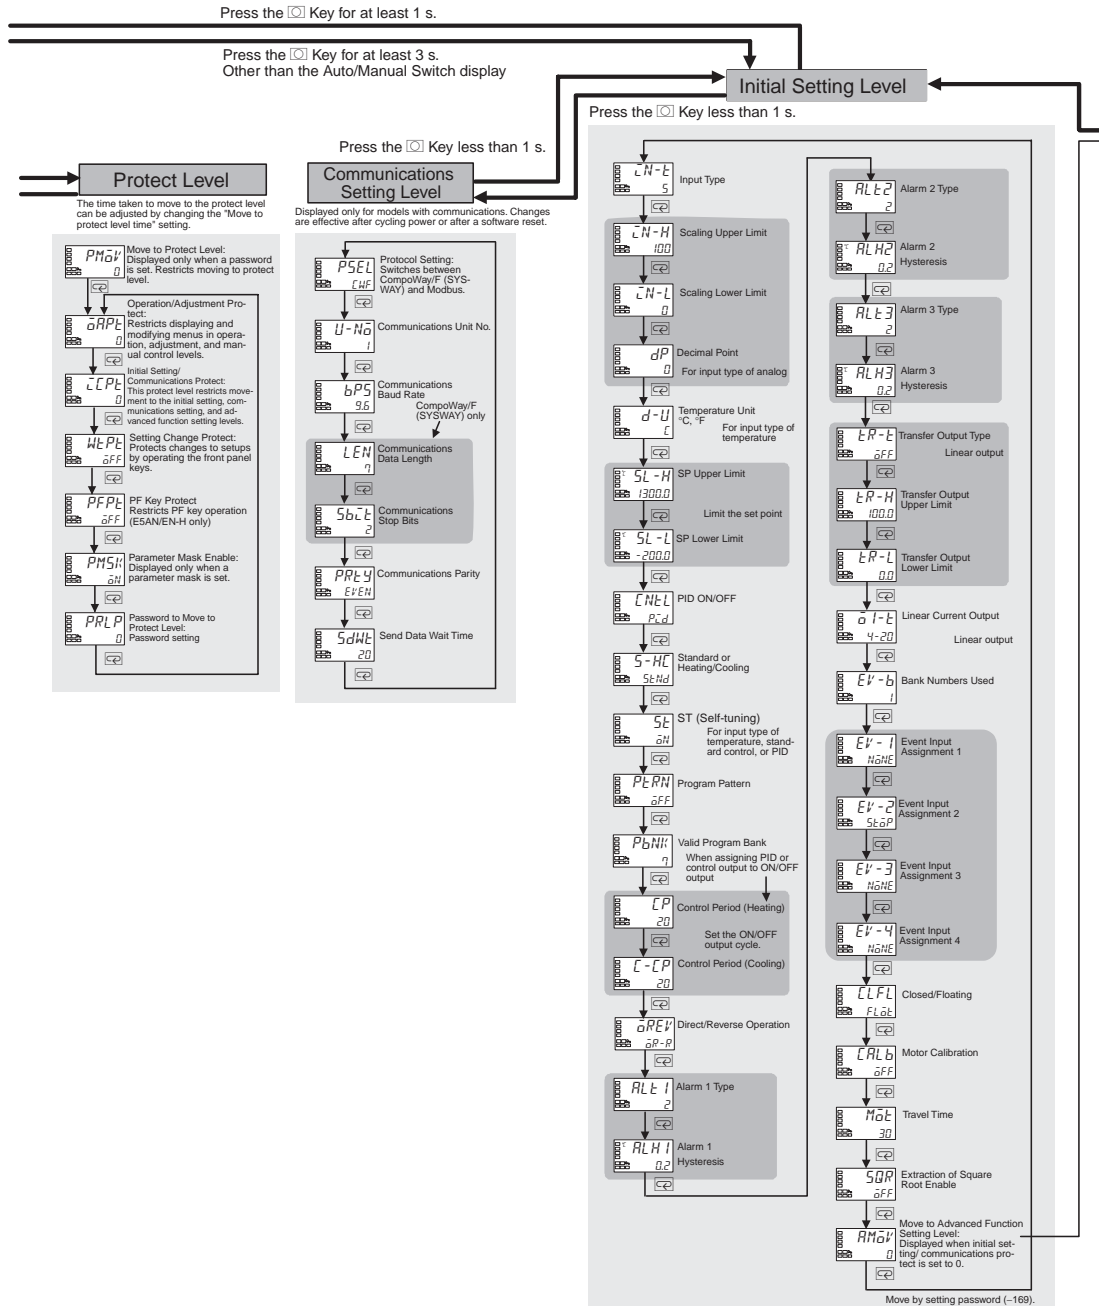 Press the Key for at least 1 s.
Press the Key for at least 3 s.
Other than the Auto/Manual Switch display
Initial Setting Level
Press the Key less than 1 s.
Press the Key less than 1 s.
Protect Level
The time taken to move to the protect level
can be adjusted by changing the "Move to
protect level time" setting.
Move to Protect Level:
Displayed only when a password
is set. Restricts moving to protect
level.
0
Operation/Adjustment Pro-
tect:
Restricts displaying and
modifying menus in opera-
tion, adjustment, and man-
ual control levels.
0
Initial Setting/
Communications Protect:
This protect level restricts move-
ment to the initial setting, com-
munications setting, and ad-
vanced function setting levels.
0
Setting Change Protect:
Protects changes to setups
by operating the front panel
keys.
PF Key Protect
Restricts PF key operation
(E5AN/EN-H only)
Parameter Mask Enable:
Displayed only when a
parameter mask is set.
Password to Move to
Protect Level:
Password setting
0
Communications
Setting Level
Displayed only for models with communications. Changes
are effective after cycling power or after a software reset.
PSEL
CWF
Protocol Setting:
Switches between
CompoWay/F (SYS-
WAY) and Modbus.
U-No
1
Communications Unit No.
bPS
9.6
Communications
Baud Rate
CompoWay/F
(SYSWAY) only
LEN
7
Communications
Data Length
Sbit
2
Communications
Stop Bits
PRtY
EVEN
Communications Parity
SdWt
20
Send Data Wait Time
iN-t
5
Input Type
iN-H
100
Scaling Upper Limit
iN-L
0
Scaling Lower Limit
dP
0
Decimal Point
For input type of analog
d-U
C
Temperature Unit
°C, °F
For input type of
temperature
SL-H
1300.0
SP Upper Limit
Limit the set point
SL-L
-200.0
SP Lower Limit
CNtL
Pid
PID ON/OFF
S-HC
StNd
Standard or
Heating/Cooling
St
oN
ST (Self-tuning)
For input type of
temperature, stand-
ard control, or PID
PtRN
oFF
Program Pattern
PbNK
7
Valid Program Bank
When assigning PID or
control output to ON/OFF
output
CP
20
Control Period (Heating)
Set the ON/OFF
output cycle.
C-CP
20
Control Period (Cooling)
oREV
oR-R
Direct/Reverse Operation
ALt1
2
Alarm 1 Type
ALH1
0.2
Alarm 1
Hysteresis
ALt2
2
Alarm 2 Type
ALH2
0.2
Alarm 2
Hysteresis
ALt3
2
Alarm 3 Type
ALH3
0.2
Alarm 3
Hysteresis
tR-t
oFF
Transfer Output Type
Linear output
tR-H
100.0
Transfer Output
Upper Limit
tR-L
0.0
Transfer Output
Lower Limit
o1-t
4-20
Linear Current Output
Linear output
EV-b
1
Bank Numbers Used
EV-1
NoNE
Event Input
Assignment 1
EV-2
StoP
Event Input
Assignment 2
EV-3
NoNE
Event Input
Assignment 3
EV-4
NoNE
Event Input
Assignment 4
CLFL
FLot
Closed/Floating
CALb
oFF
Motor Calibration
Mot
30
Travel Time
SQR
oFF
Extraction of Square
Root Enable
AMoV
0
Move to Advanced Function
Setting Level:
Displayed when initial set-
ting/ communications pro-
tect is set to 0.
Move by setting password (−169).